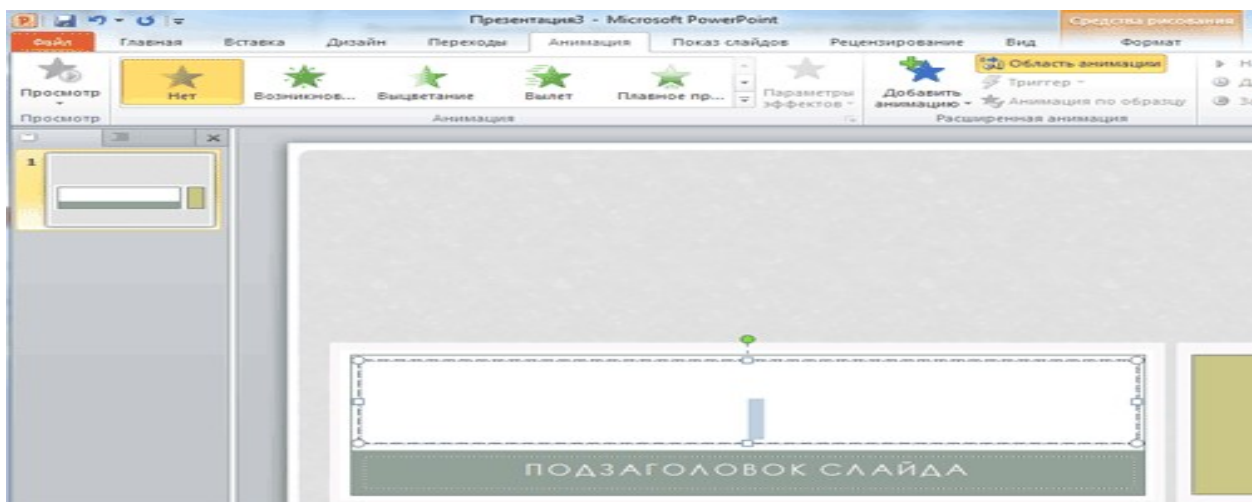 Презентация3 - Microsoft PowerPoint
Средства рисования
Файл Главная Вставка Дизайн Переходы Анимация Показ слайдов Рецензирование Вид Формат
Просмотр Нет Возникнов... Выцветание Вылет Плавное пр... Параметры эффектов Добавить анимацию Область анимации
Триггер
Анимация по образцу
Просмотр Анимация Расширенная анимация
1
ПОДЗАГОЛОВОК СЛАЙДА